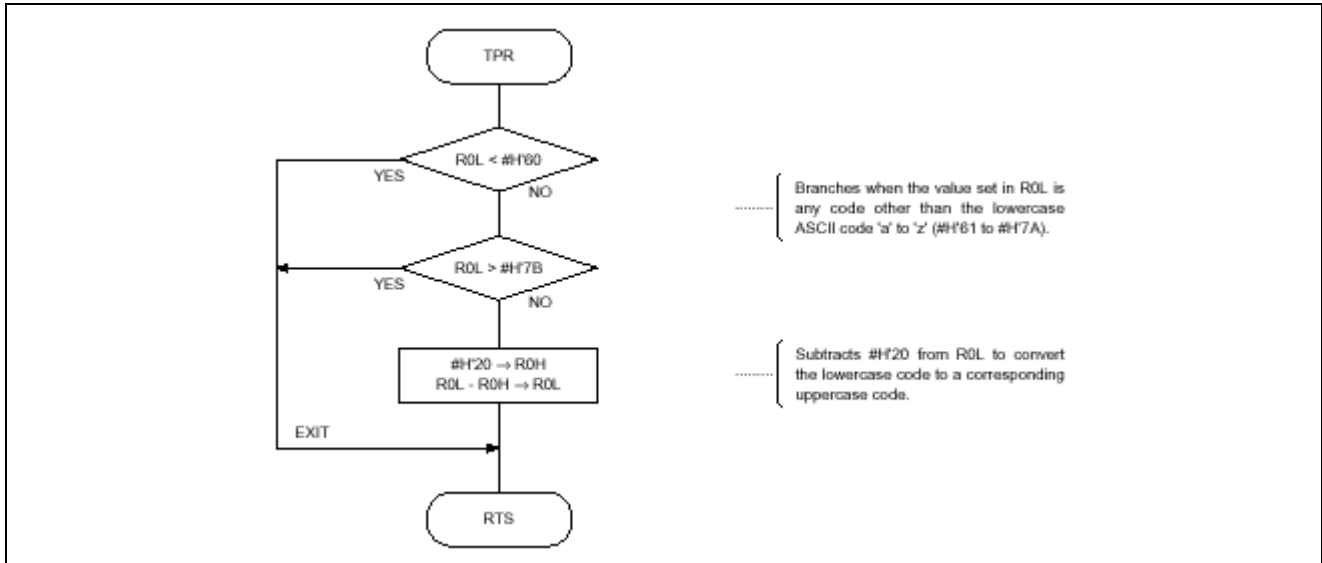 TPR
R0L < #H'60
YES
NO
Branches when the value set in R0L is
any code other than the lowercase
ASCII code 'a' to 'z' (#H'61 to #H'7A).
R0L > #H'7B
YES
NO
#H'20 → R0H
R0L - R0H → R0L
Subtracts #H'20 from R0L to convert
the lowercase code to a corresponding
uppercase code.
EXIT
RTS